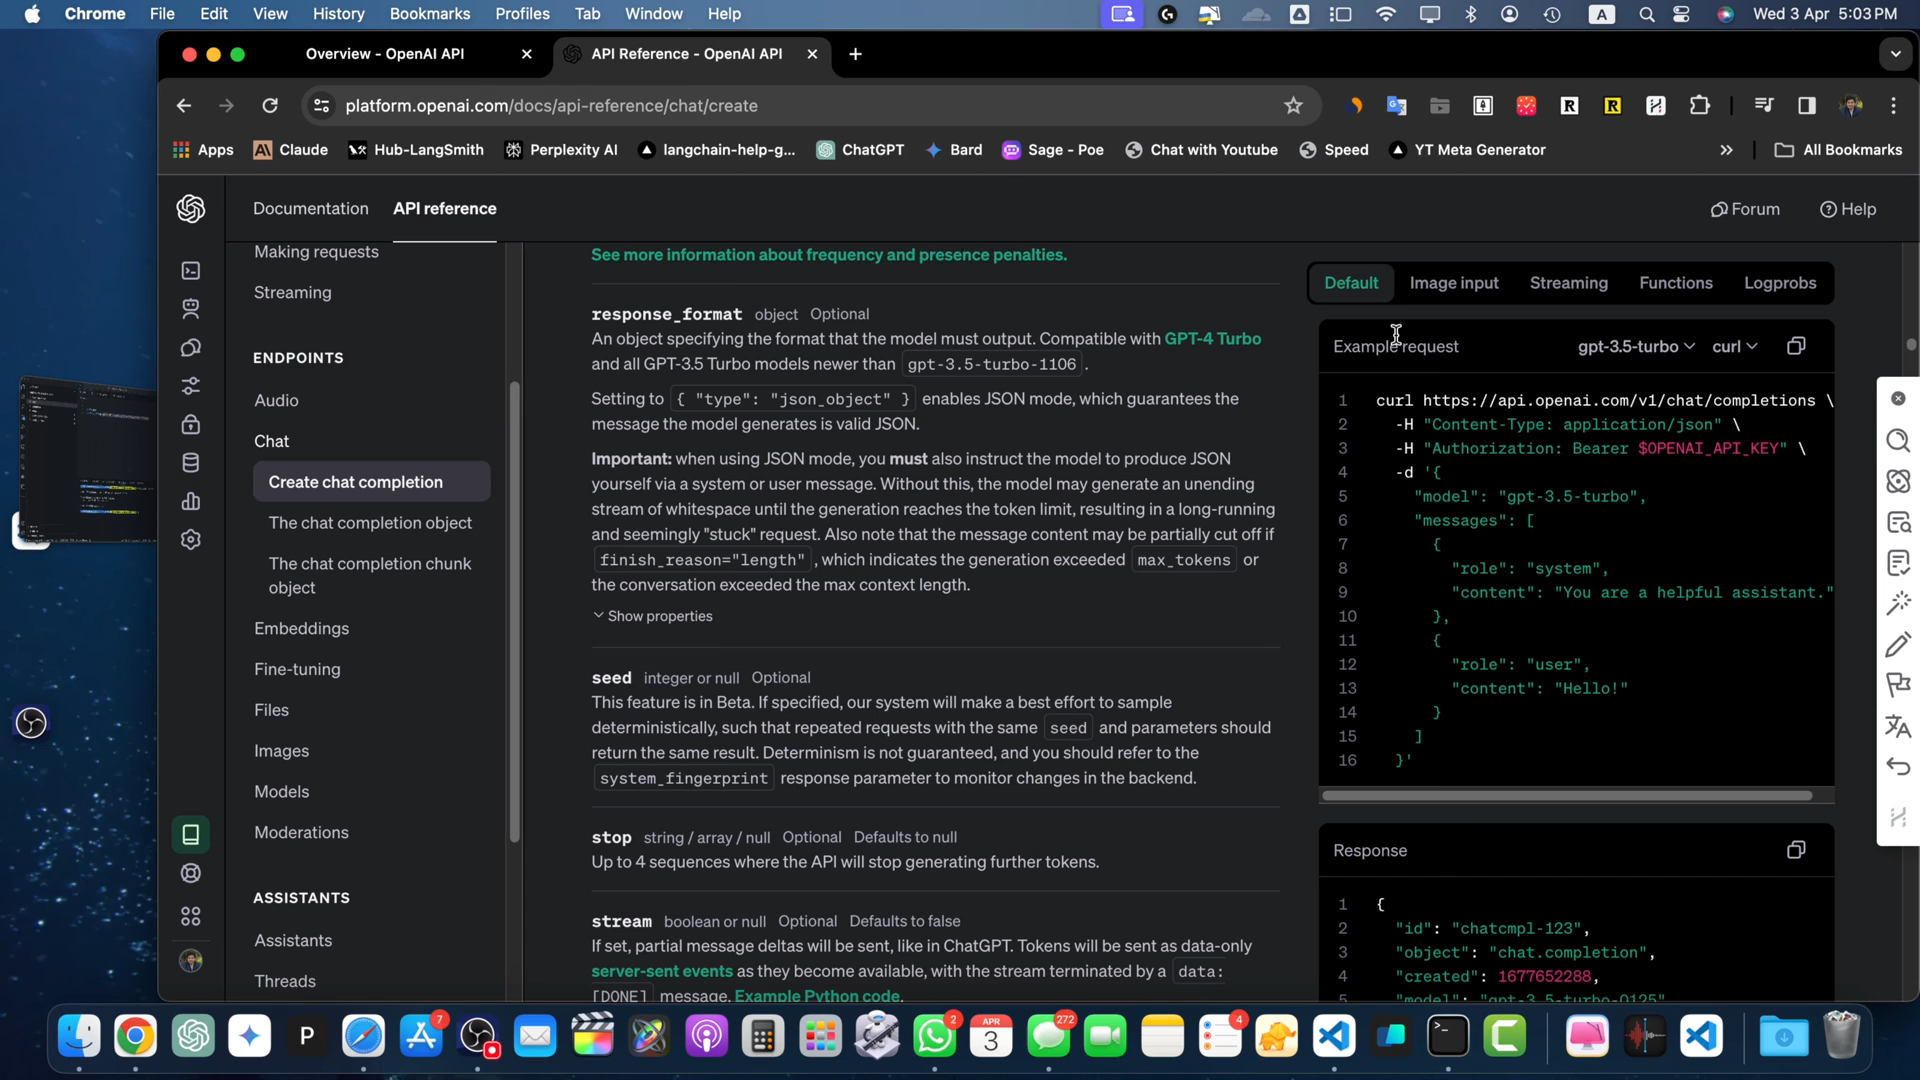 Chrome File Edit View History Bookmarks Profiles Tab Window Help A Wed 3 Apr 5:03 PM
Overview - OpenAI API
API Reference - OpenAI API
platform.openai.com/docs/api-reference/chat/create
Apps Claude Hub-LangSmith Perplexity AI langchain-help-g... ChatGPT Bard Sage - Poe Chat with Youtube Speed YT Meta Generator All Bookmarks
Documentation API reference Forum Help
Making requests
Streaming
ENDPOINTS
Audio
Chat
Create chat completion
The chat completion object
The chat completion chunk
object
Embeddings
Fine-tuning
Files
Images
Models
Moderations
ASSISTANTS
Assistants
Threads
See more information about frequency and presence penalties.
response_format object Optional
An object specifying the format that the model must output. Compatible with GPT-4 Turbo
and all GPT-3.5 Turbo models newer than gpt-3.5-turbo-1106 .
Setting to { "type": "json_object" } enables JSON mode, which guarantees the
message the model generates is valid JSON.
Important: when using JSON mode, you must also instruct the model to produce JSON
yourself via a system or user message. Without this, the model may generate an unending
stream of whitespace until the generation reaches the token limit, resulting in a long-running
and seemingly "stuck" request. Also note that the message content may be partially cut off if
finish_reason="length" , which indicates the generation exceeded max_tokens or
the conversation exceeded the max context length.
Show properties
seed integer or null Optional
This feature is in Beta. If specified, our system will make a best effort to sample
deterministically, such that repeated requests with the same seed and parameters should
return the same result. Determinism is not guaranteed, and you should refer to the
system_fingerprint response parameter to monitor changes in the backend.
stop string / array / null Optional Defaults to null
Up to 4 sequences where the API will stop generating further tokens.
stream boolean or null Optional Defaults to false
If set, partial message deltas will be sent, like in ChatGPT. Tokens will be sent as data-only
server-sent events as they become available, with the stream terminated by a data:
[DONE] message. Example Python code.
Default Image input Streaming Functions Logprobs
Example request gpt-3.5-turbo curl
1 curl https://api.openai.com/v1/chat/completions \
2 -H "Content-Type: application/json" \
3 -H "Authorization: Bearer $OPENAI_API_KEY" \
4 -d '{
5 "model": "gpt-3.5-turbo",
6 "messages": [
7 {
8 "role": "system",
9 "content": "You are a helpful assistant."
10 },
11 {
12 "role": "user",
13 "content": "Hello!"
14 }
15 ]
16 }'
Response
1 {
2 "id": "chatcmpl-123",
3 "object": "chat.completion",
4 "created": 1677652288,
5 "model": "gpt-3.5-turbo-0125"
7
P
2
APR
3
272
4